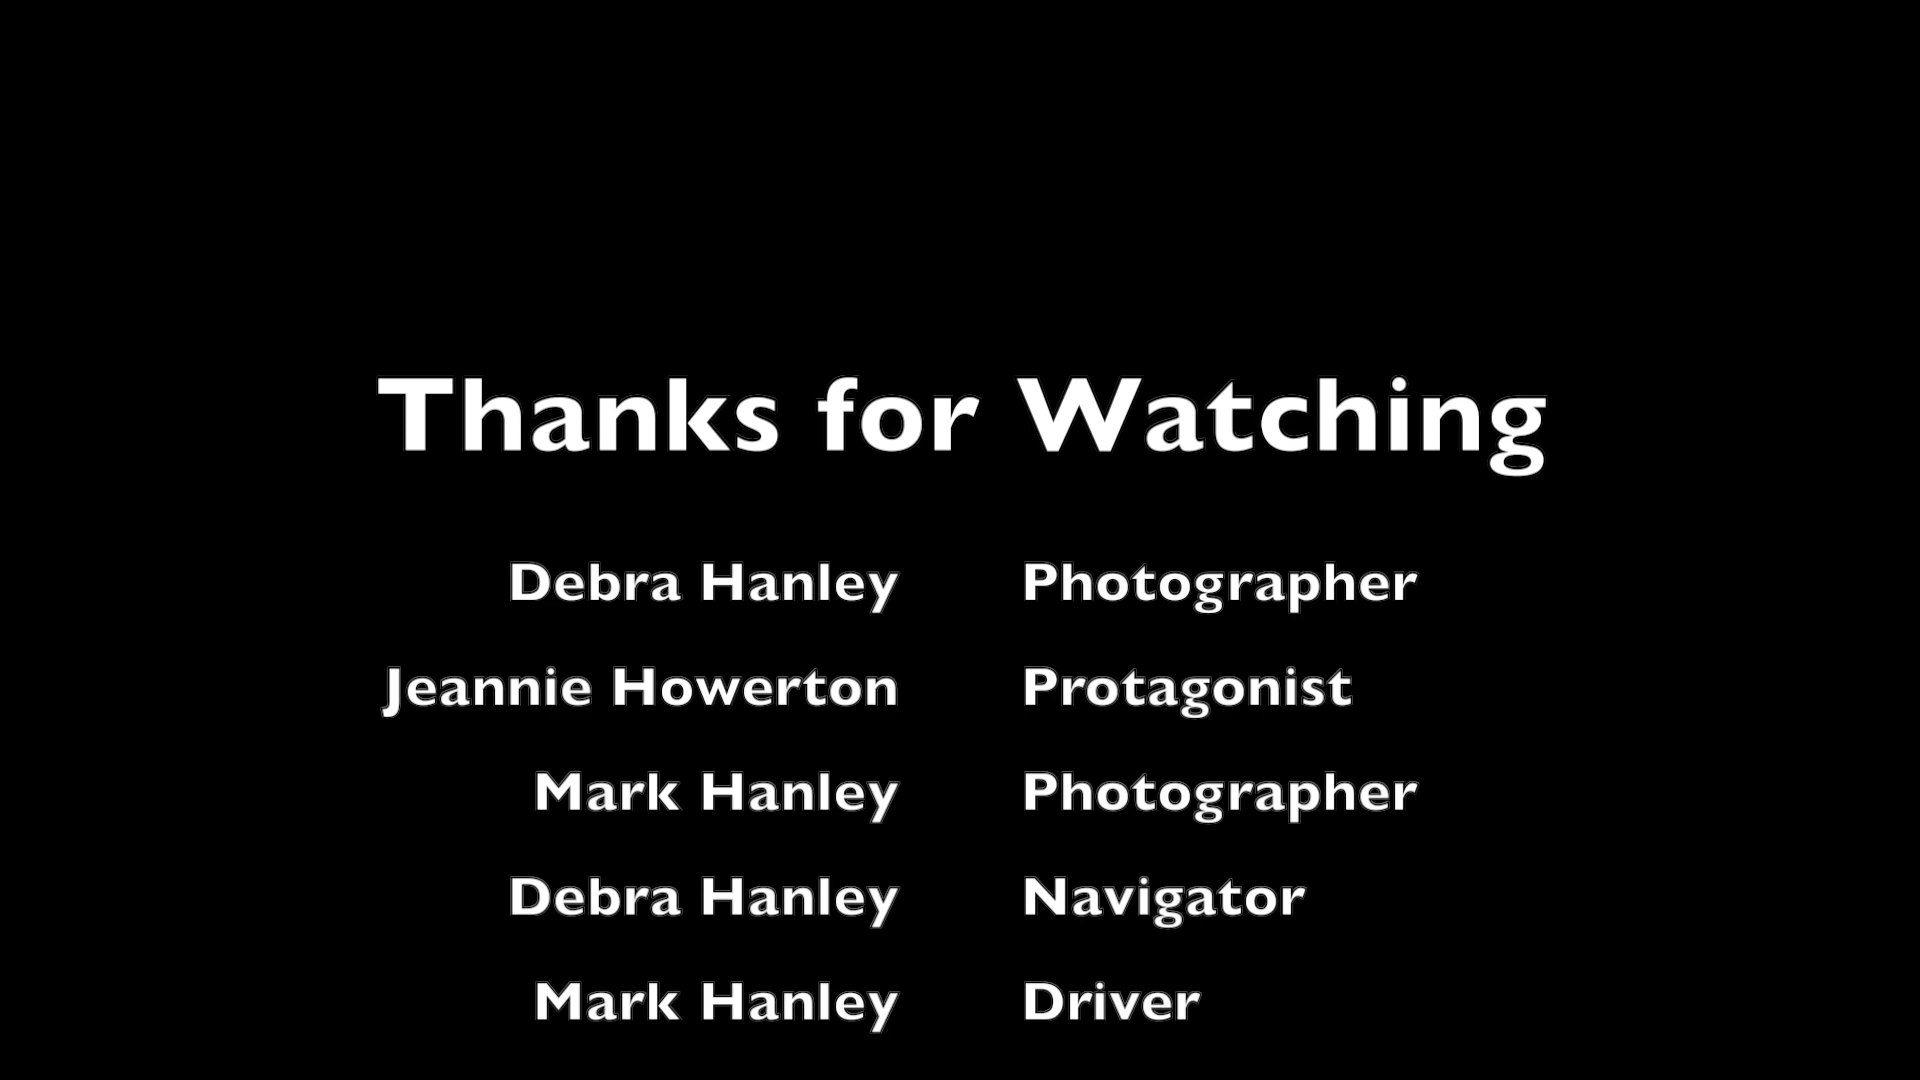 Thanks for Watching
Debra Hanley Photographer
Jeannie Howerton Protagonist
Mark Hanley Photographer
Debra Hanley Navigator
Mark Hanley Driver